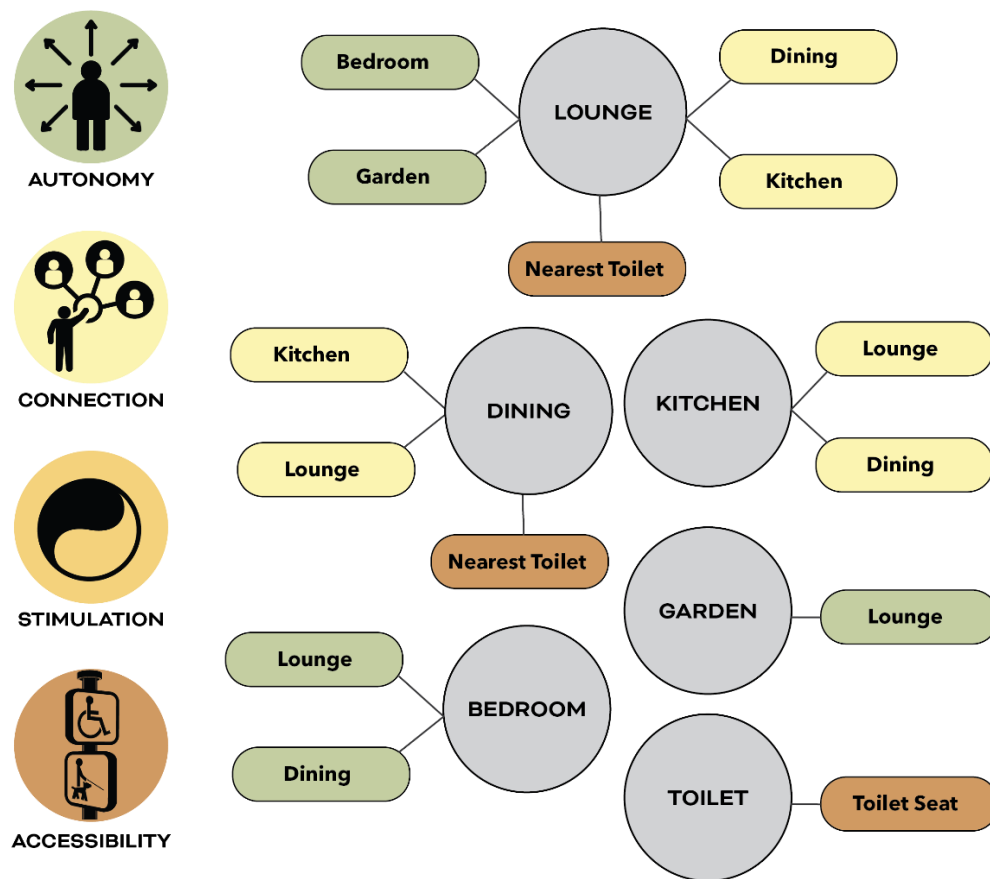 AUTONOMY
CONNECTION
STIMULATION
ACCESSIBILITY
Bedroom
Garden
LOUNGE
Dining
Kitchen
Nearest Toilet
Kitchen
Lounge
DINING
Nearest Toilet
KITCHEN
Lounge
Dining
GARDEN
Lounge
Lounge
Dining
BEDROOM
TOILET
Toilet Seat